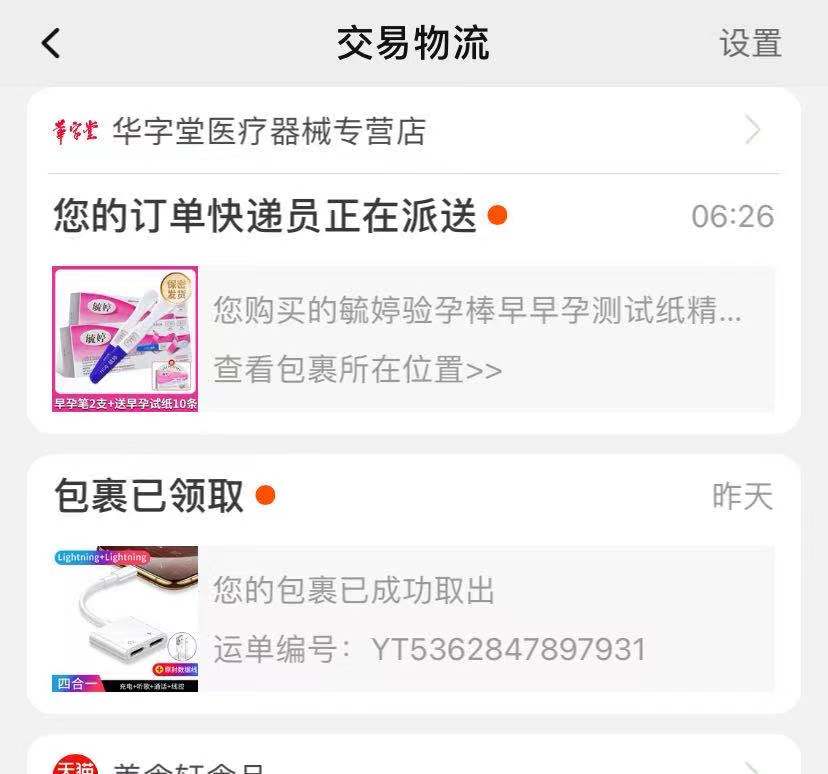 交易物流
设置
華字堂
华字堂医疗器械专营店
您的订单快递员正在派送
06:26
保密
发货
毓婷
毓婷
早孕笔2支+送早孕试纸10条
您购买的毓婷验孕棒早早孕测试纸精...
查看包裹所在位置>>
包裹已领取
昨天
Lightning+Lightning
原封数据线
四合一
充电+听歌+通话+线控
您的包裹已成功取出
运单编号：YT5362847897931
天猫